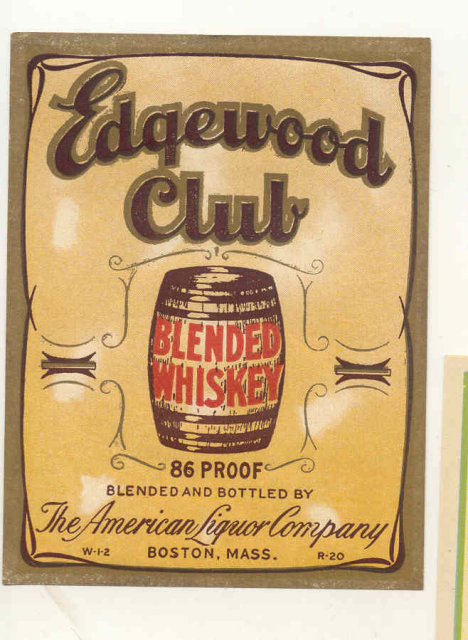 Edgewood
Club
BLENDED
WHISKEY
86 PROOF
BLENDED AND BOTTLED BY
The American Liquor Company
W-1-2 BOSTON, MASS. R-20